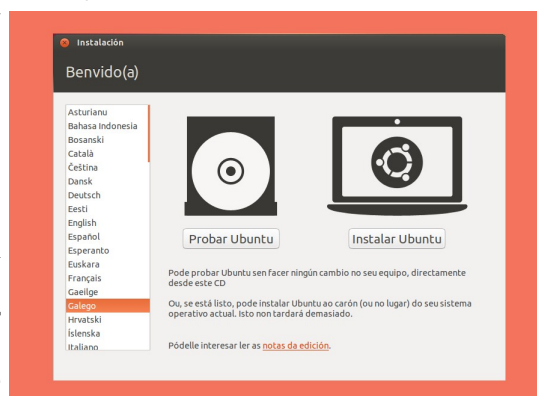 Instalación
Benvido(a)
Asturianu
Bahasa Indonesia
Bosanski
Català
Čeština
Dansk
Deutsch
Eesti
English
Español
Esperanto
Euskara
Français
Gaeilge
Galego
Hrvatski
Íslenska
Italiano
Probar Ubuntu
Instalar Ubuntu
Pode probar Ubuntu sen facer ningún cambio no seu equipo, directamente
desde este CD
Ou, se está listo, pode instalar Ubuntu ao carón (ou no lugar) do seu sistema
operativo actual. Isto non tardará demasiado.
Pódelle interesar ler as notas da edición.